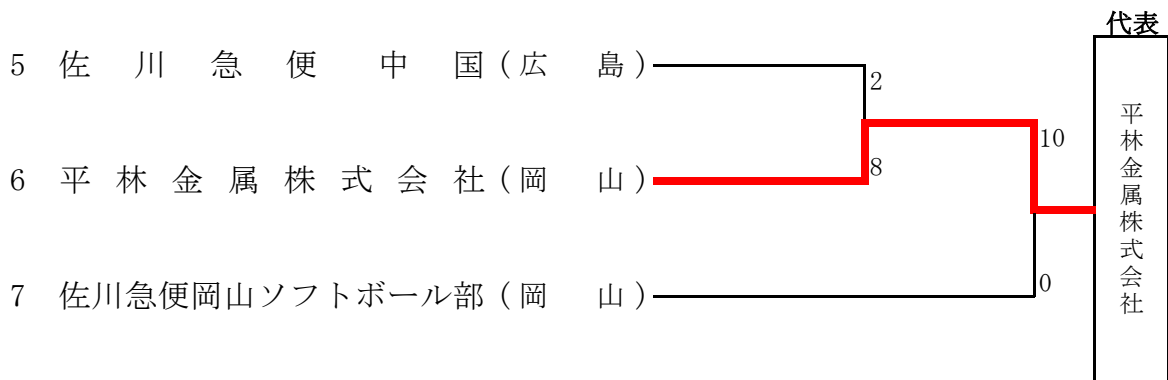 代表
5 佐川急便中国(広島)
2
平林金属株式会社
10
6 平林金属株式会社(岡山)
8
7 佐川急便岡山ソフトボール部(岡山)
0